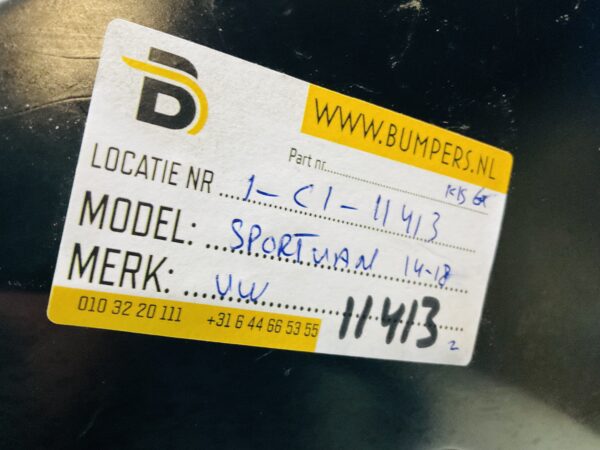 B
WWW.BUMPERS.NL
Part nr.
LOCATIE NR 1-C1-11413
MODEL: SPORTVAN 14-18
MERK: VW
11413
2
010 32 20 111 +31 6 44 66 53 55